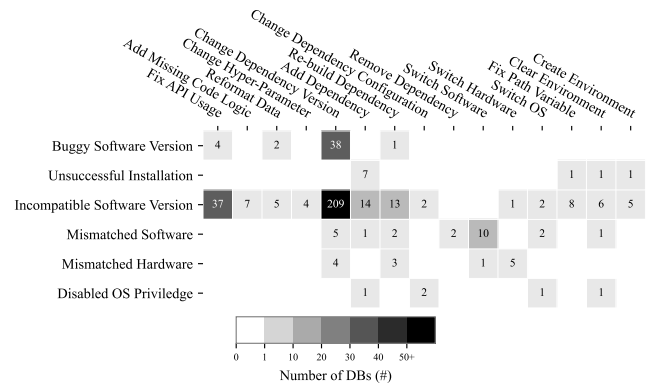 Fix API Usage
Add Missing Code Logic
Reformat Data
Change Hyper-Parameter
Change Dependency Version
Add Dependency
Re-build Dependency
Change Dependency Configuration
Remove Dependency
Switch Software
Switch Hardware
Switch OS
Fix Path Variable
Clear Environment
Create Environment
Buggy Software Version 4 2 38 1
Unsuccessful Installation 7 1 1 1
Incompatible Software Version 37 7 5 4 209 14 13 2 1 2 8 6 5
Mismatched Software 5 1 2 2 10 2 1
Mismatched Hardware 4 3 1 5
Disabled OS Priviledge 1 2 1 1
0 1 10 20 30 40 50+
Number of DBs (#)